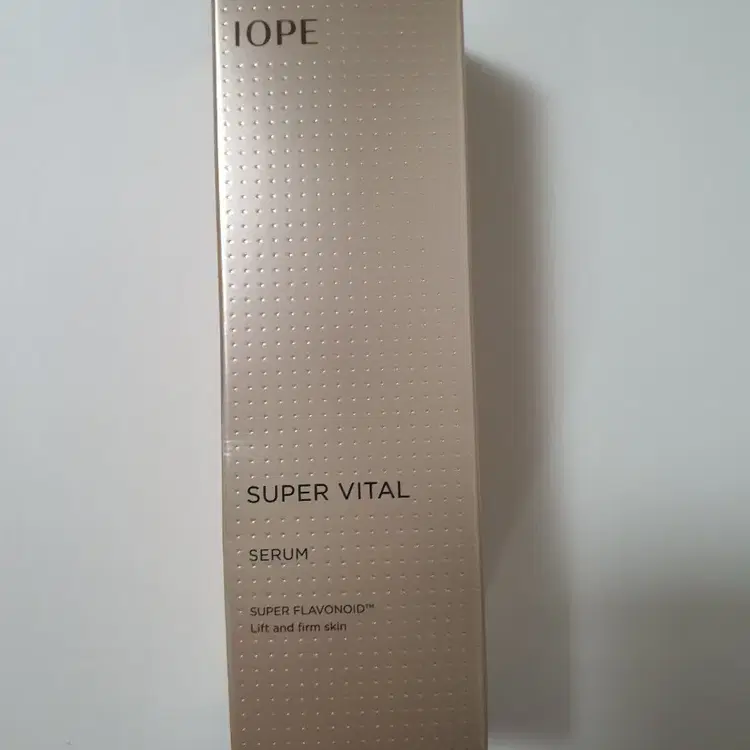 IOPE
SUPER VITAL
SERUM
SUPER FLAVONOID™
Lift and firm skin